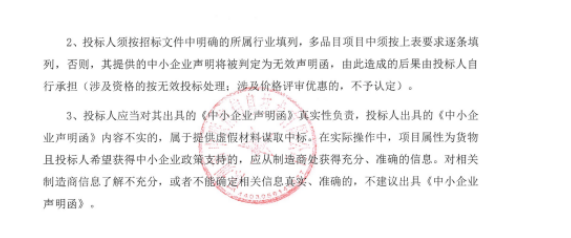 2、投标人须按招标文件中明确的所属行业填列，多品目项目中须按上表要求逐条填
列，否则，其提供的中小企业声明将被判定为无效声明函，由此造成的后果由投标人自
行承担（涉及资格的按无效投标处理；涉及价格评审优惠的，不予认定）。
3、投标人应当对其出具的《中小企业声明函》真实性负责，投标人出具的《中小企
业声明函》内容不实的，属于提供虚假材料谋取中标。在实际操作中，项目属性为货物
且投标人希望获得中小企业政策支持的，应从制造商处获得充分、准确的信息。对相关
制造商信息了解不充分，或者不能确定相关信息真实、准确的，不建议出具《中小企业
声明函》。